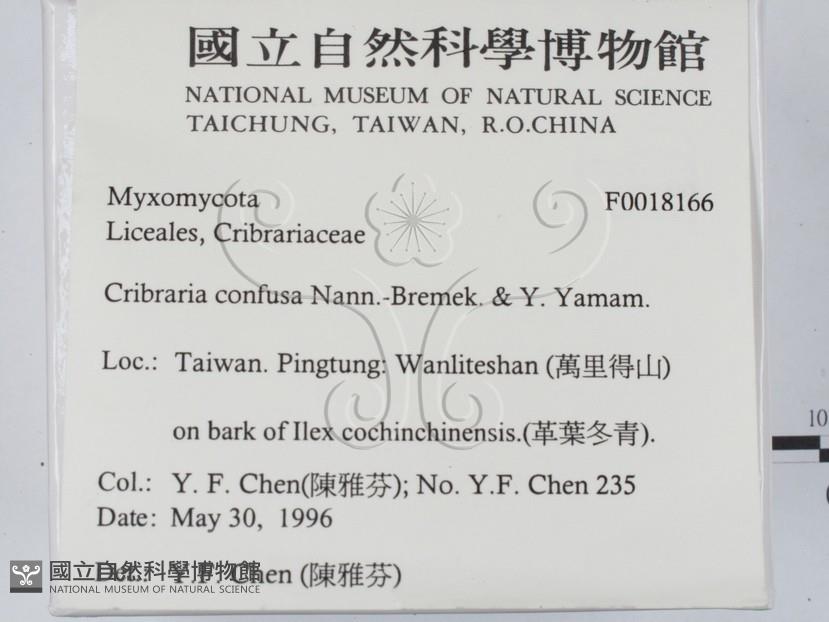 國立自然科學博物館
NATIONAL MUSEUM OF NATURAL SCIENCE
TAICHUNG, TAIWAN, R.O.CHINA
Myxomycota F0018166
Liceales, Cribrariaceae
Cribraria confusa Nann.-Bremek. & Y. Yamam.
Loc.: Taiwan. Pingtung: Wanliteshan (萬里得山)
on bark of Ilex cochinchinensis.(革葉冬青).
Col.: Y. F. Chen(陳雅芬); No. Y.F. Chen 235
Date: May 30, 1996
Det.: Y. F. Chen (陳雅芬)
國立自然科學博物館
NATIONAL MUSEUM OF NATURAL SCIENCE
10